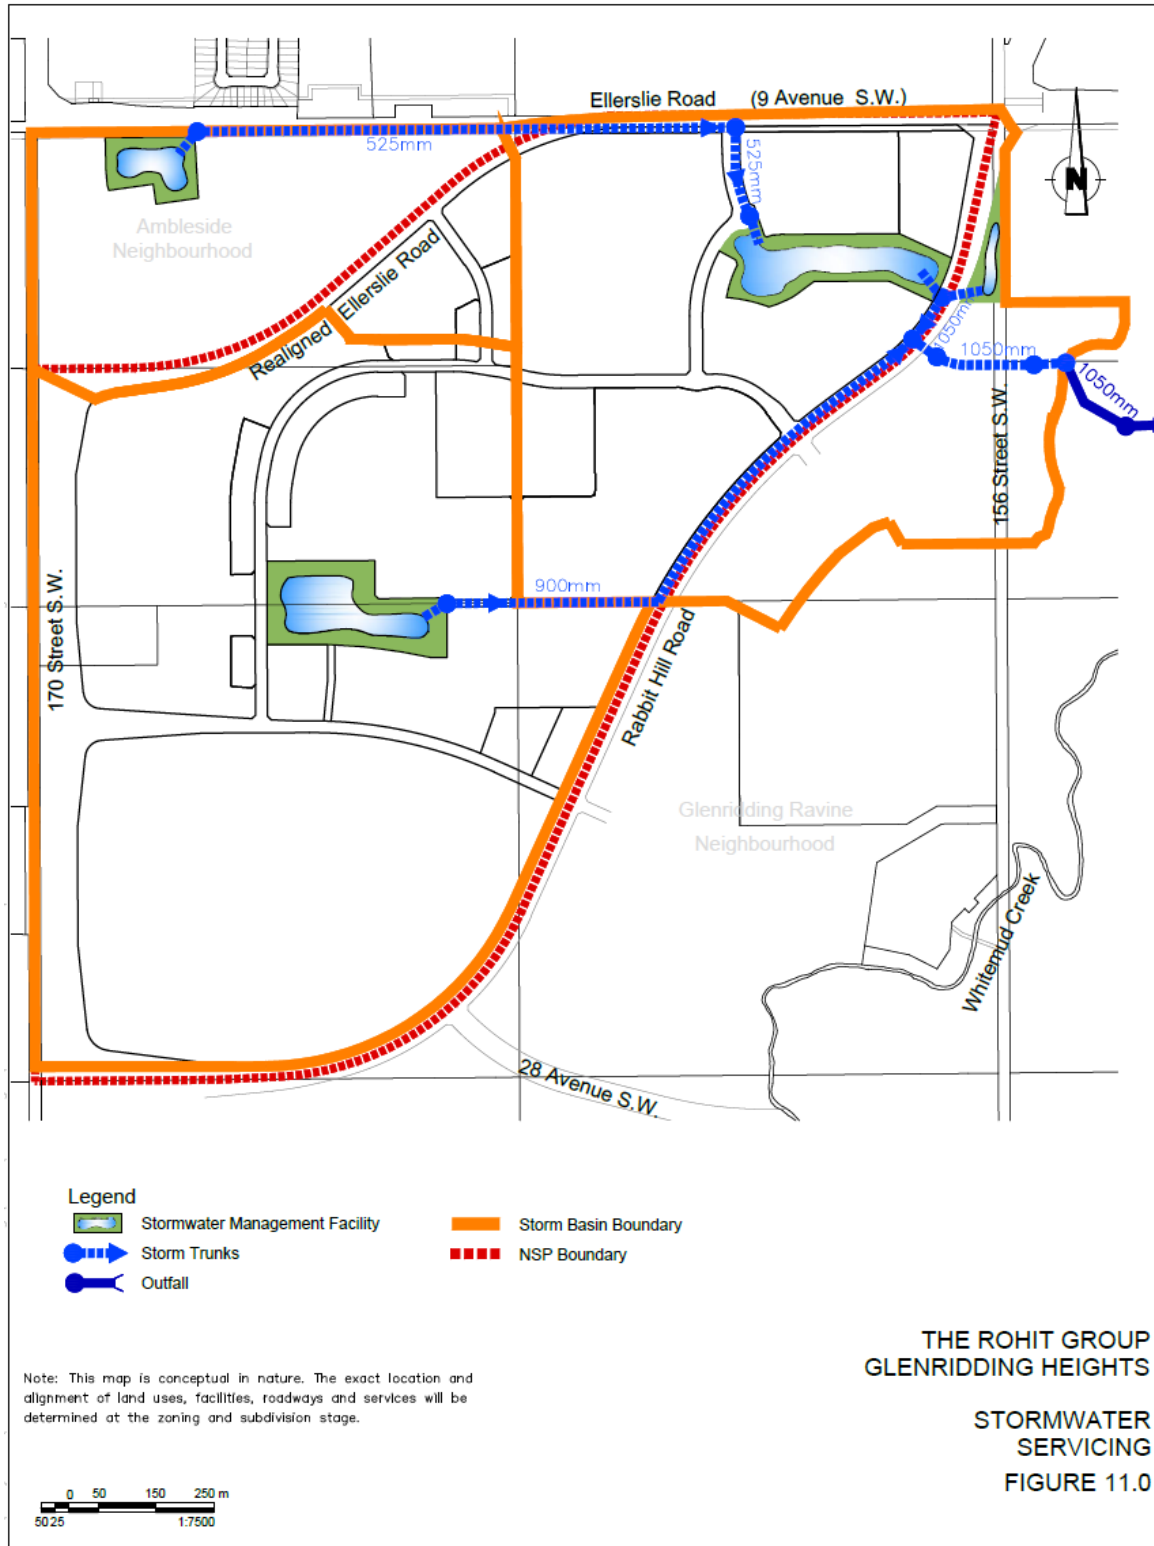 Ellerslie Road (9 Avenue S.W.)
525mm
525mm
N
Ambleside
Neighbourhood
Realigned Ellerslie Road
1050mm
1050mm
1050mm
156 Street S.W.
170 Street S.W.
900mm
Rabbit Hill Road
Glenridding Ravine
Neighbourhood
Whitemud Creek
28 Avenue S.W.
Legend
Stormwater Management Facility
Storm Basin Boundary
Storm Trunks
NSP Boundary
Outfall
THE ROHIT GROUP
GLENRIDDING HEIGHTS
Note: This map is conceptual in nature. The exact location and
alignment of land uses, facilities, roadways and services will be
determined at the zoning and subdivision stage.
STORMWATER
SERVICING
FIGURE 11.0
0 50 150 250 m
5025 1:7500